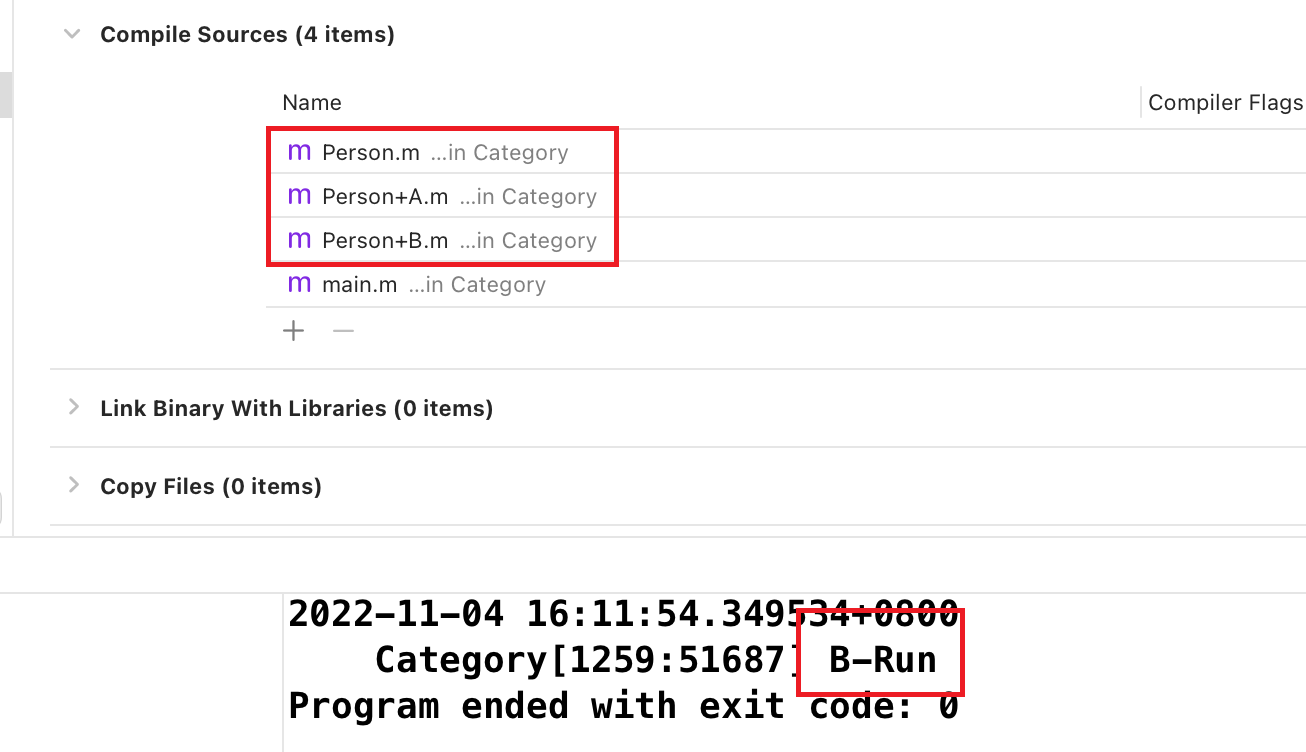 Compile Sources (4 items)
Name Compiler Flags
m Person.m ...in Category
m Person+A.m ...in Category
m Person+B.m ...in Category
m main.m ...in Category
Link Binary With Libraries (0 items)
Copy Files (0 items)
2022-11-04 16:11:54.349534+0800
Category[1259:51687] B-Run
Program ended with exit code: 0